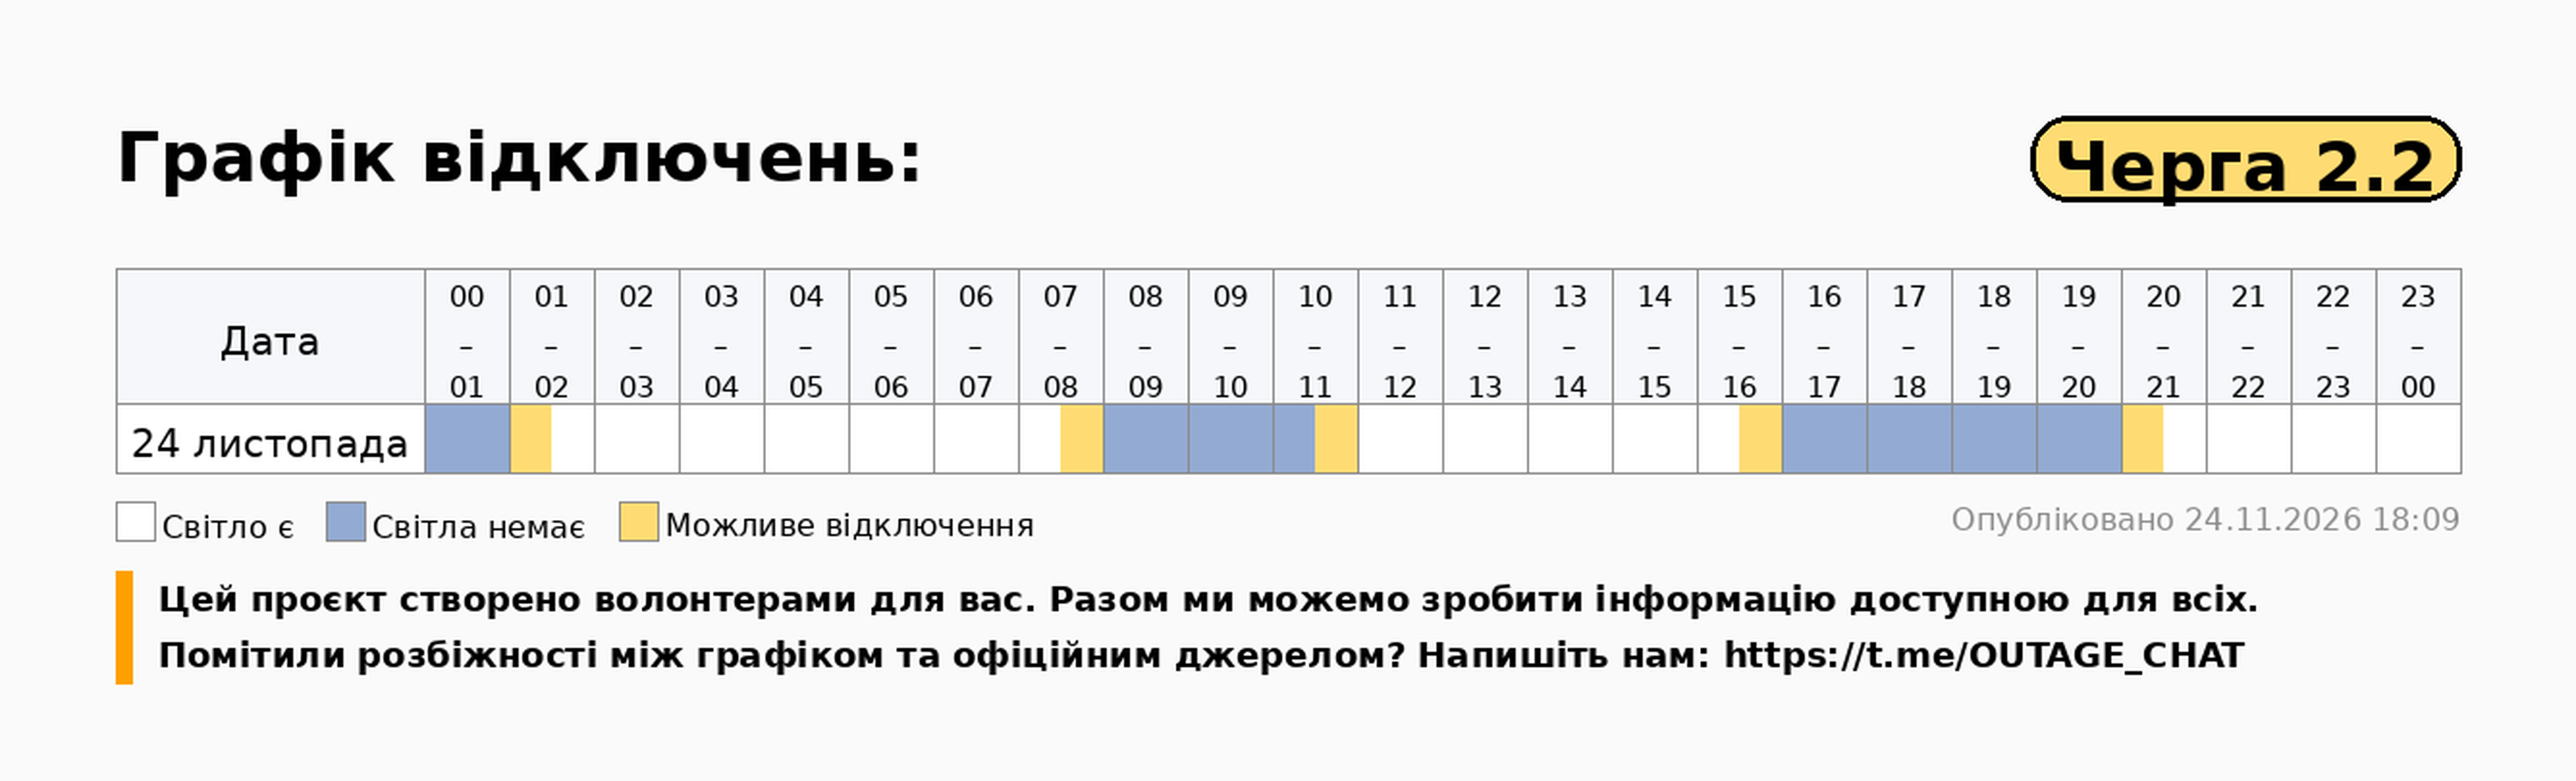 Графік відключень:
Черга 2.2
Дата
00 – 01
01 – 02
02 – 03
03 – 04
04 – 05
05 – 06
06 – 07
07 – 08
08 – 09
09 – 10
10 – 11
11 – 12
12 – 13
13 – 14
14 – 15
15 – 16
16 – 17
17 – 18
18 – 19
19 – 20
20 – 21
21 – 22
22 – 23
23 – 00
24 листопада
Світло є
Світла немає
Можливе відключення
Опубліковано 24.11.2026 18:09
Цей проєкт створено волонтерами для вас. Разом ми можемо зробити інформацію доступною для всіх.
Помітили розбіжності між графіком та офіційним джерелом? Напишіть нам: https://t.me/OUTAGE_CHAT